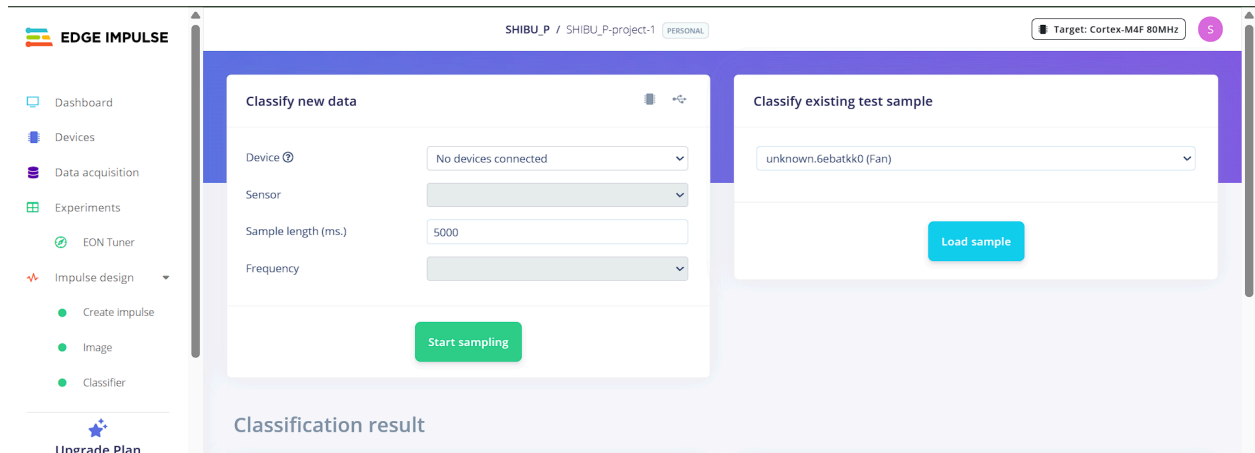 EDGE IMPULSE
Dashboard
Devices
Data acquisition
Experiments
EON Tuner
Impulse design
Create impulse
Image
Classifier
Upgrade Plan
SHIBU_P / SHIBU_P-project-1 PERSONAL
Target: Cortex-M4F 80MHz
S
Classify new data
Device ?
No devices connected
Sensor
Sample length (ms.)
5000
Frequency
Start sampling
Classify existing test sample
unknown.6ebatkk0 (Fan)
Load sample
Classification result